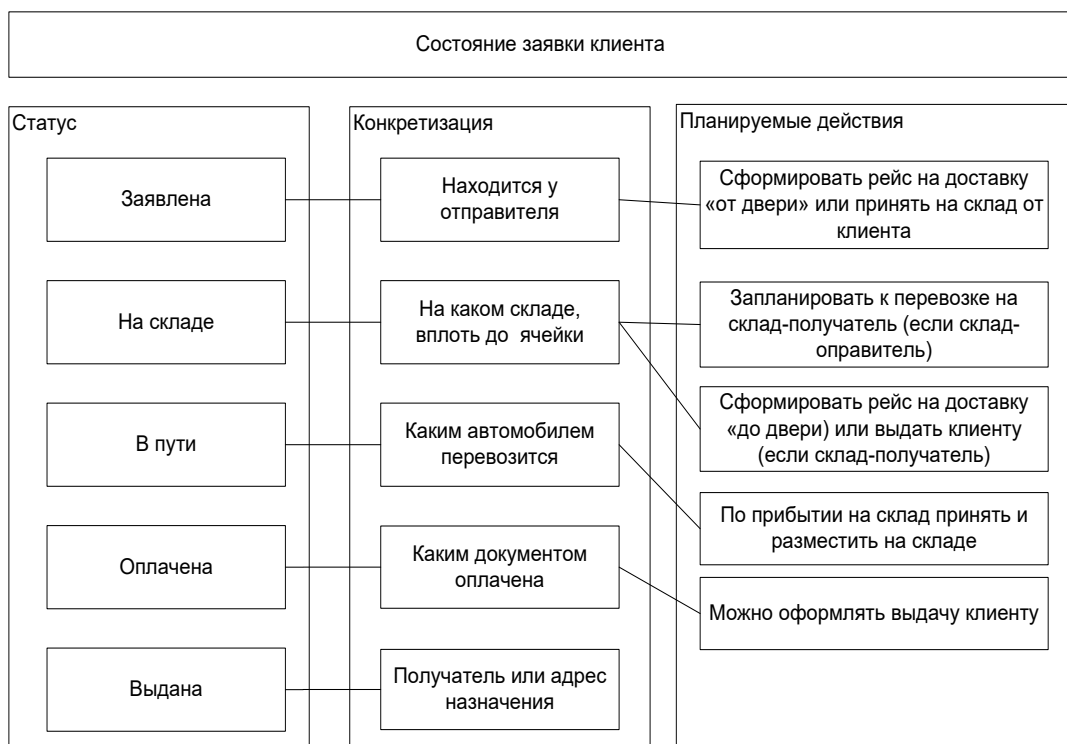 Состояние заявки клиента
Статус
Заявлена
На складе
В пути
Оплачена
Выдана
Конкретизация
Находится у
отправителя
На каком складе,
вплоть до ячейки
Каким автомобилем
перевозится
Каким документом
оплачена
Получатель или адрес
назначения
Планируемые действия
Сформировать рейс на доставку
«от двери» или принять на склад от
клиента
Запланировать к перевозке на
склад-получатель (если склад-
оправитель)
Сформировать рейс на доставку
«до двери) или выдать клиенту
(если склад-получатель)
По прибытии на склад принять и
разместить на складе
Можно оформлять выдачу клиенту